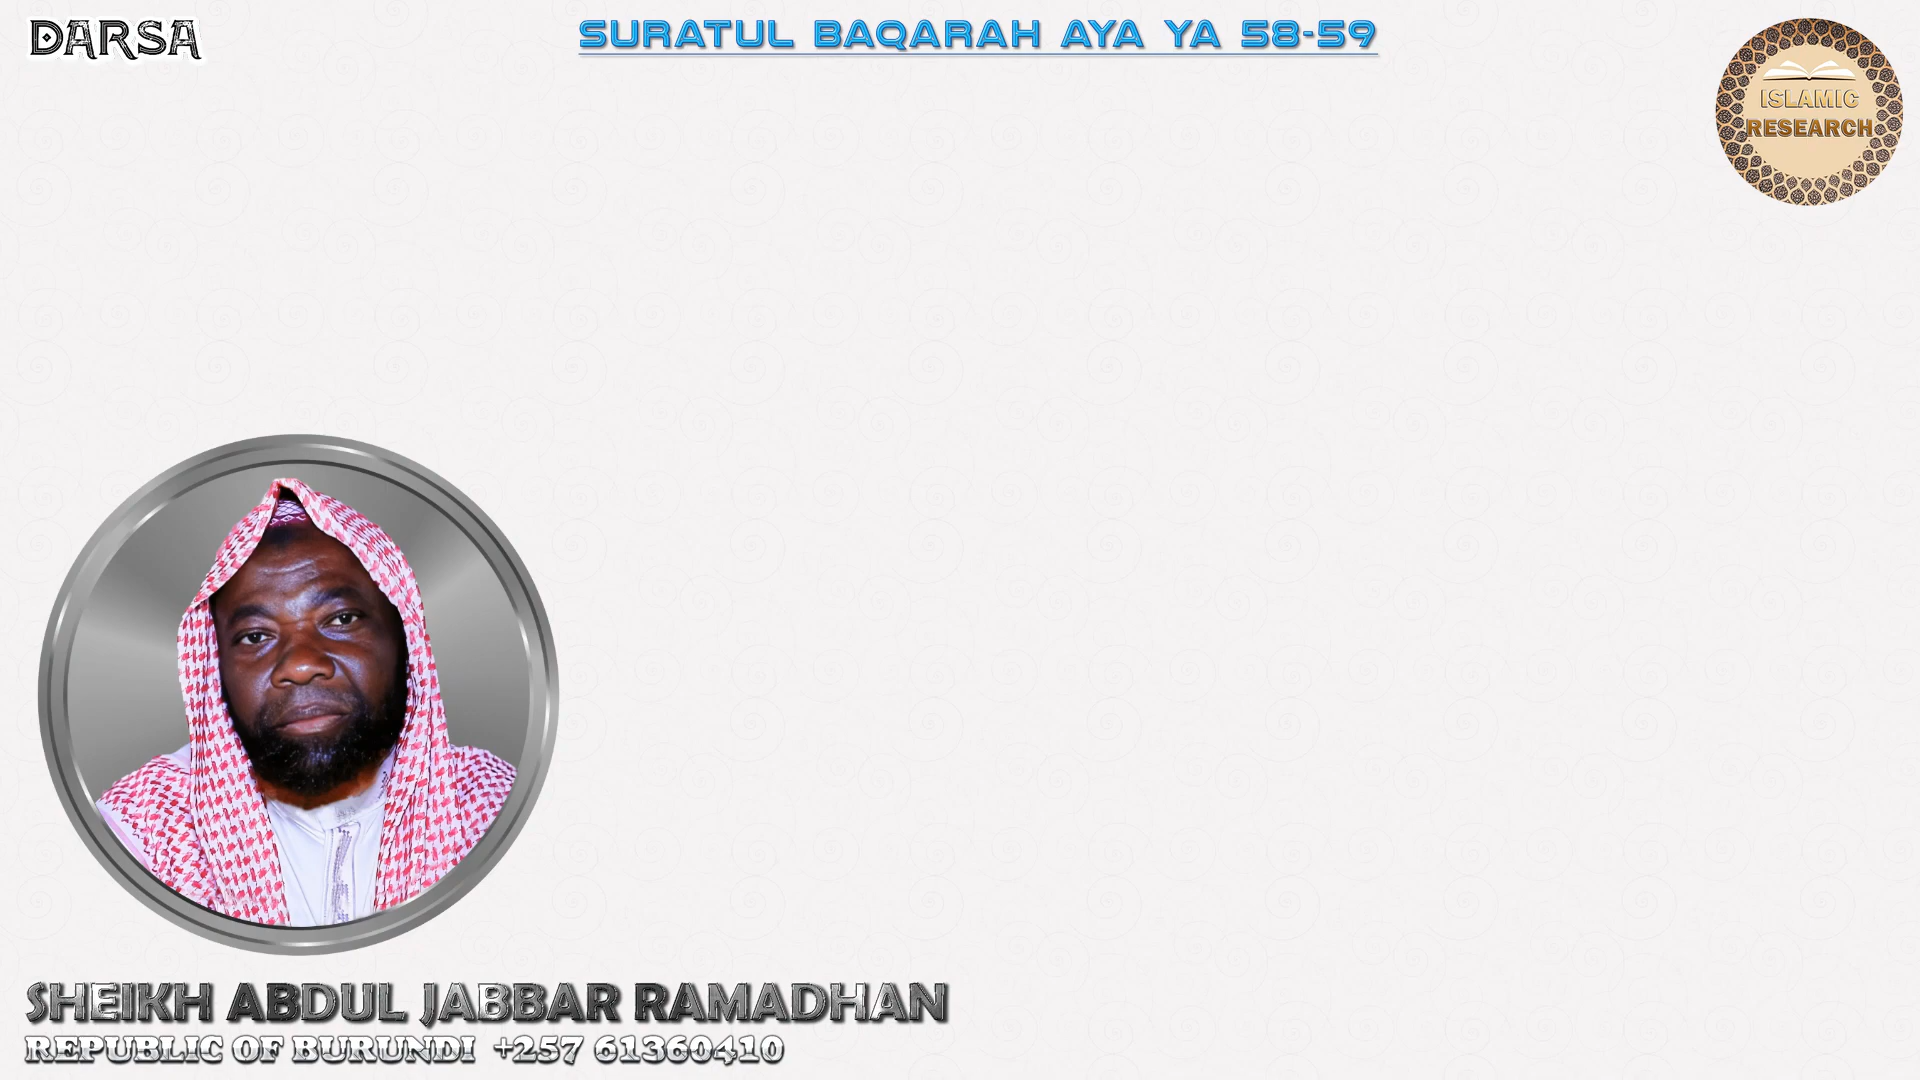 DARSA
SURATUL BAQARAH AYA YA 58-59
ISLAMIC
RESEARCH
SHEIKH ABDUL JABBAR RAMADHAN
REPUBLIC OF BURUNDI +257 61360410